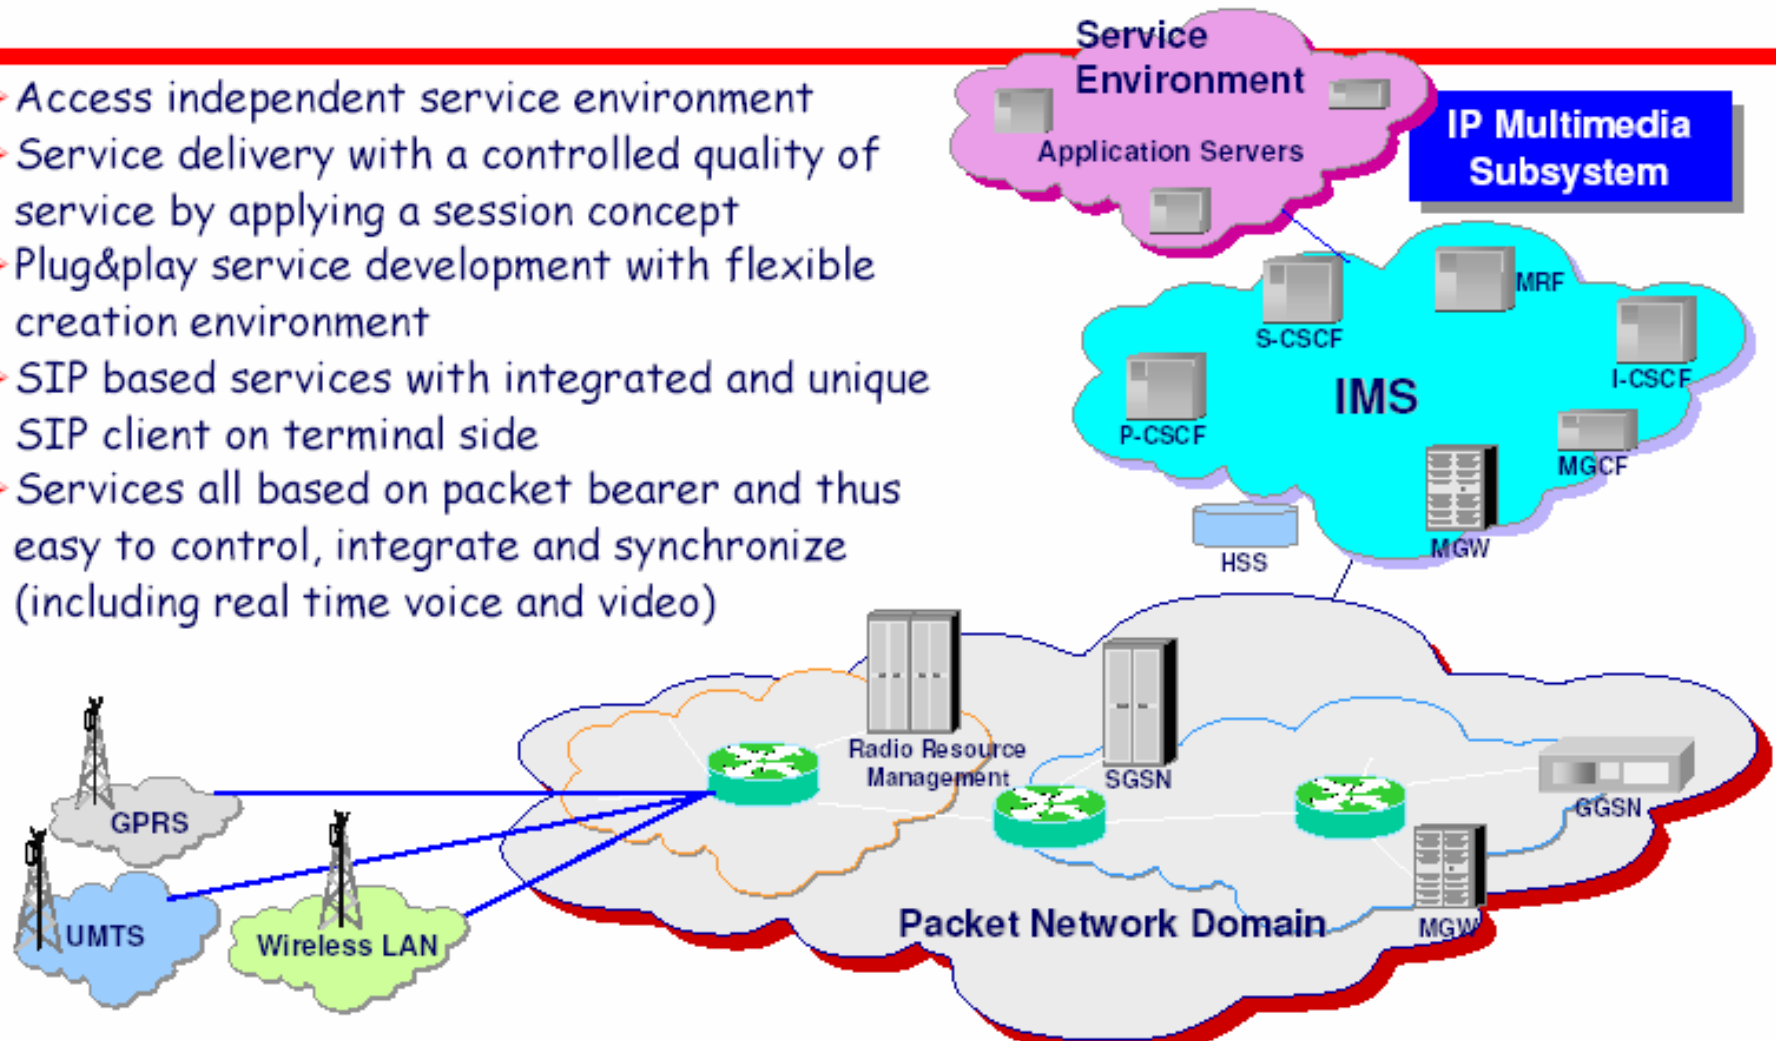 Access independent service environment
Service delivery with a controlled quality of
service by applying a session concept
Plug&play service development with flexible
creation environment
SIP based services with integrated and unique
SIP client on terminal side
Services all based on packet bearer and thus
easy to control, integrate and synchronize
(including real time voice and video)
Service
Environment
Application Servers
IP Multimedia
Subsystem
MRF
S-CSCF
I-CSCF
IMS
P-CSCF
MGCF
MGW
HSS
Radio Resource
Management
SGSN
GGSN
GPRS
UMTS
Wireless LAN
Packet Network Domain
MGW